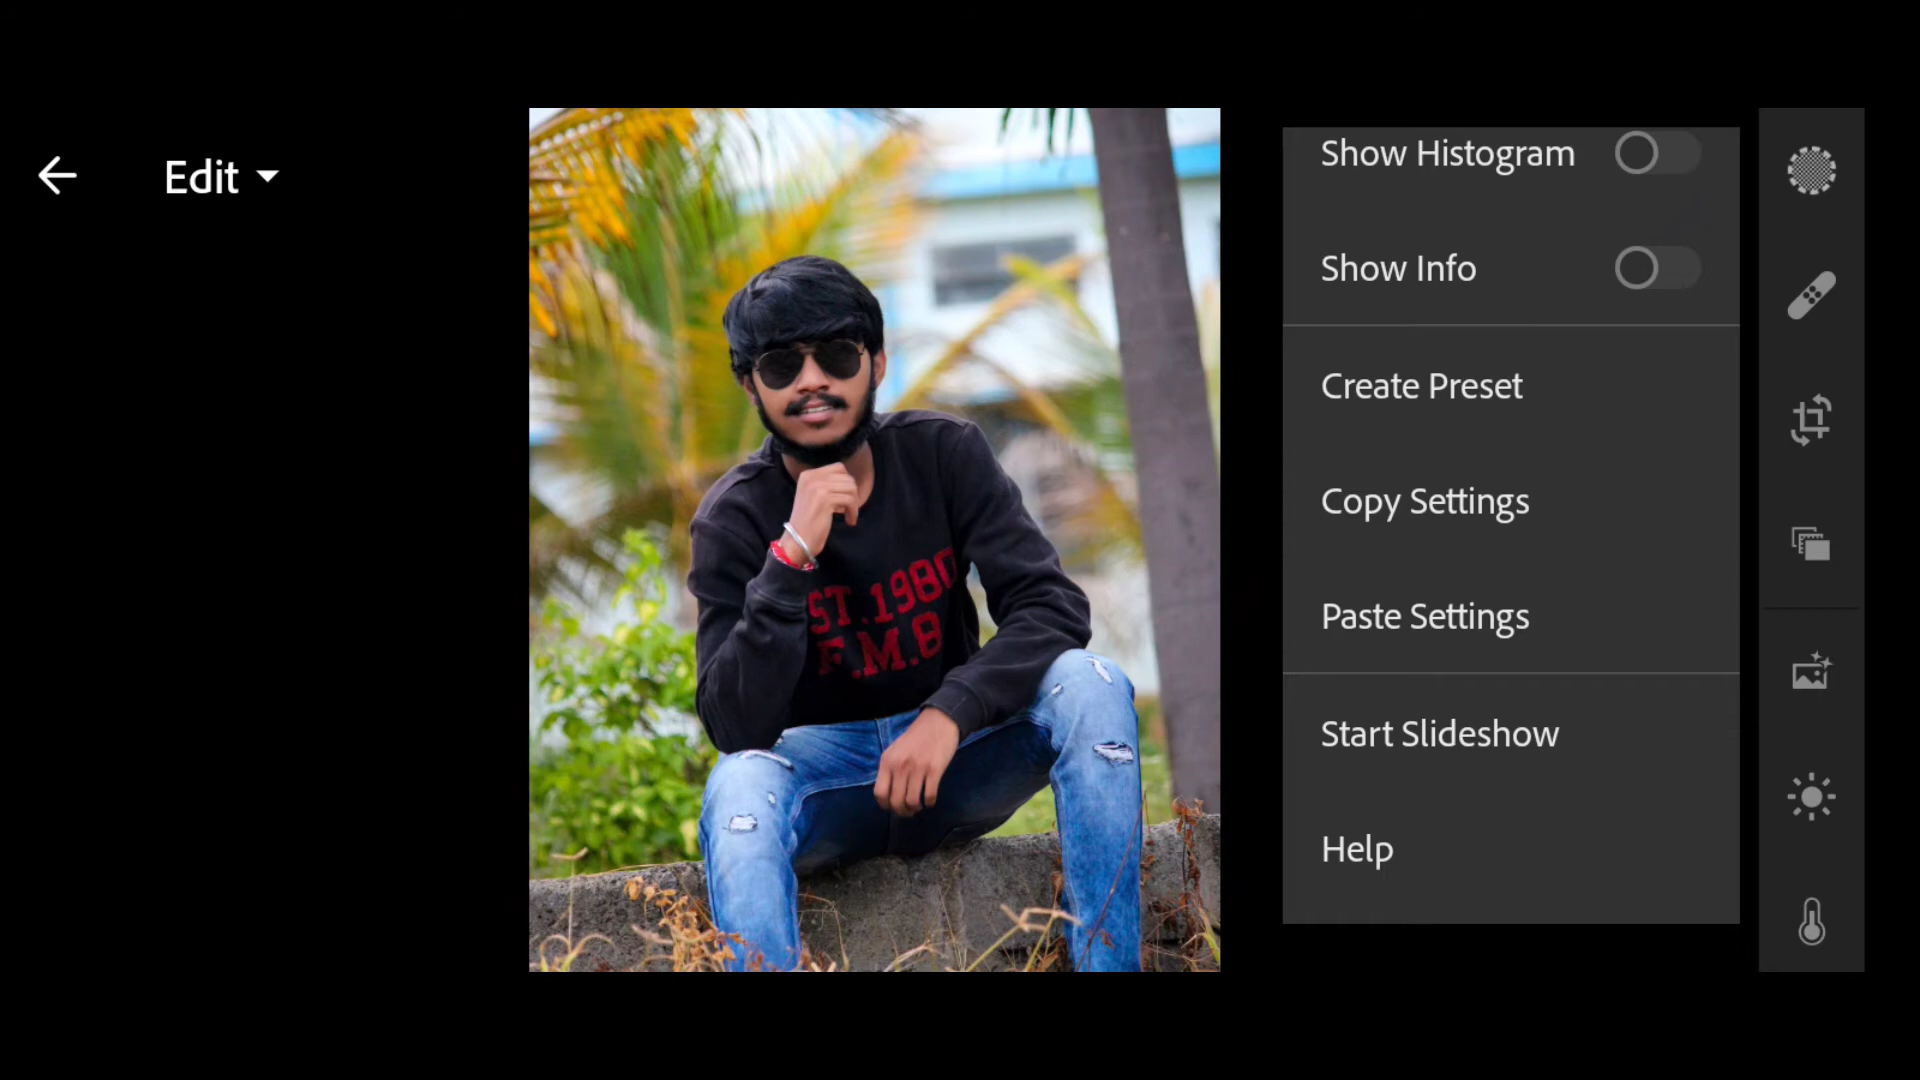 Edit
Show Histogram
Show Info
Create Preset
Copy Settings
Paste Settings
Start Slideshow
Help
ST.1980
F.M.B